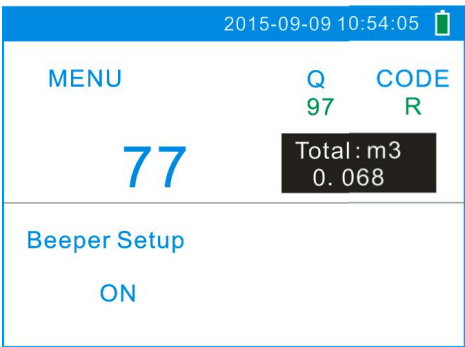 2015-09-09 10:54:05
MENU Q CODE
97 R
77 Total: m3
0.068
Beeper Setup
ON